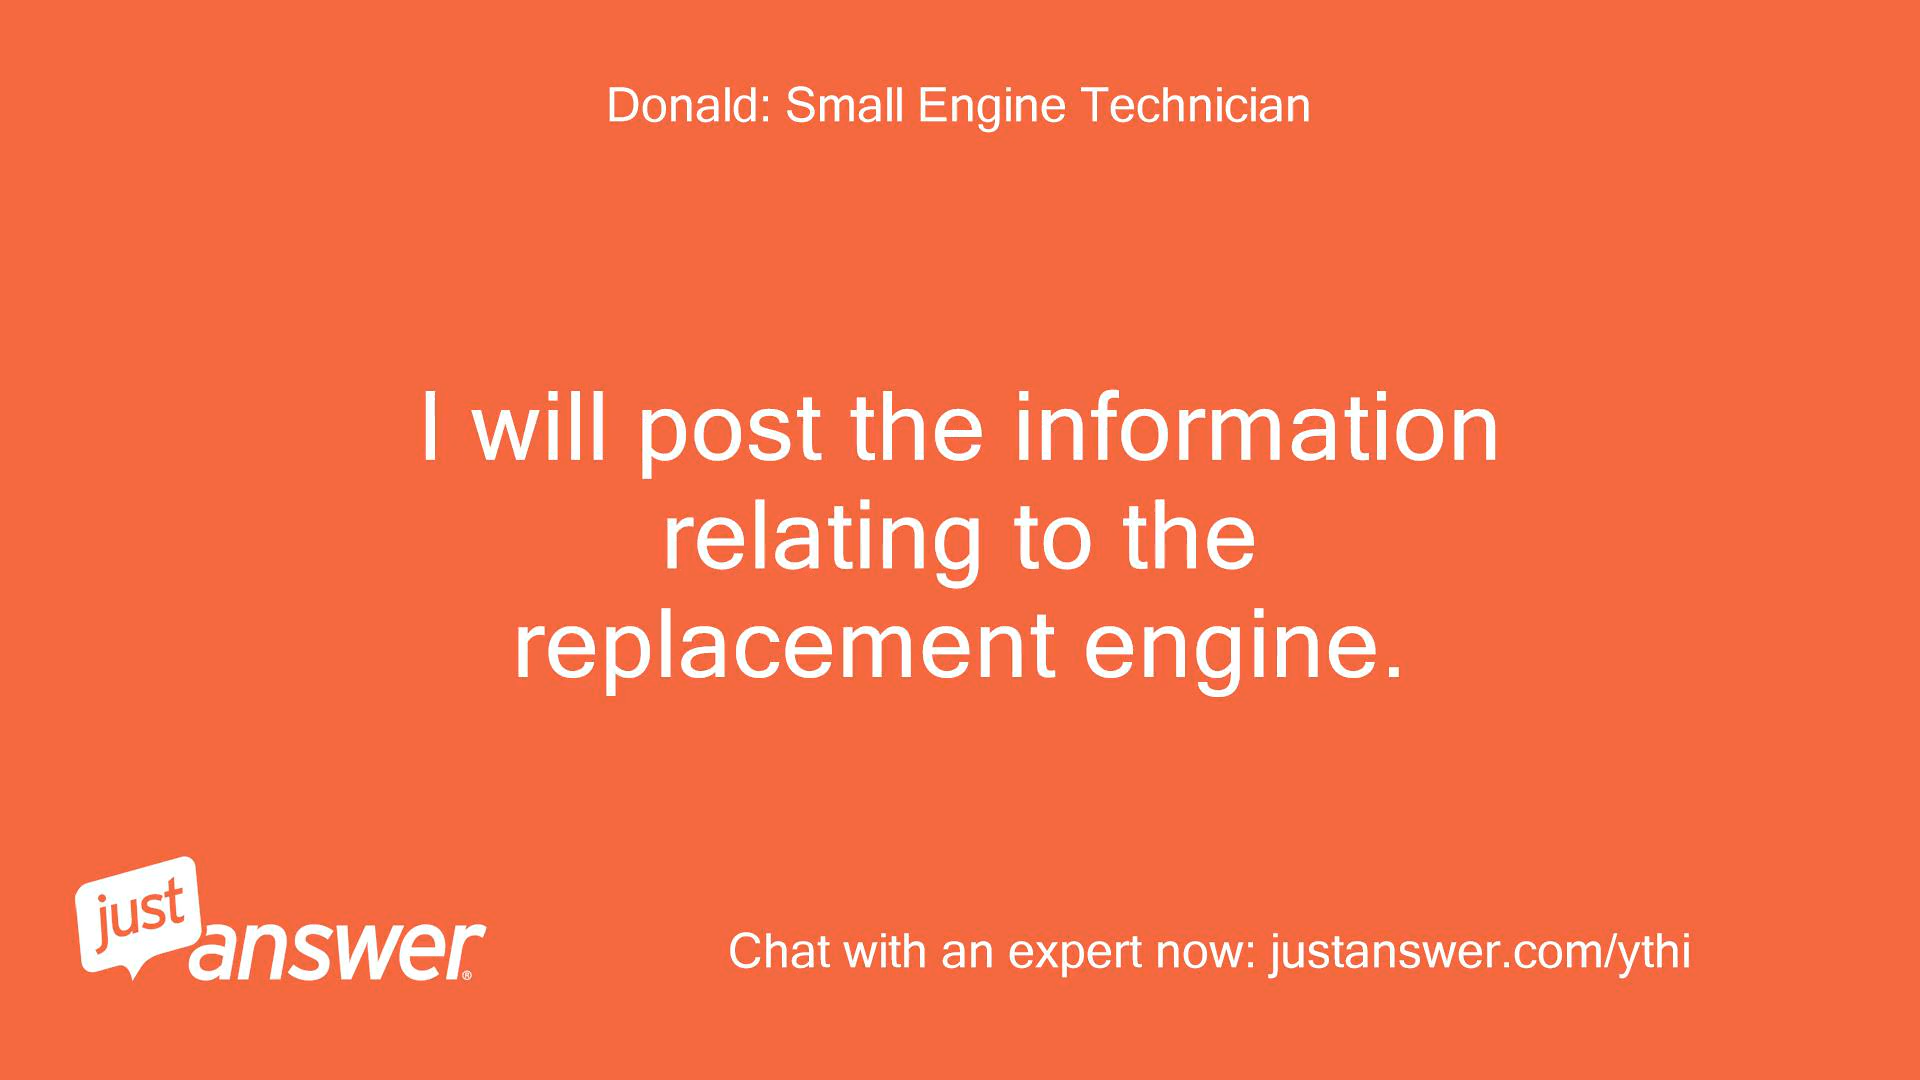 Donald: Small Engine Technician
I will post the information
relating to the
replacement engine.
just
answer®
Chat with an expert now: justanswer.com/ythi